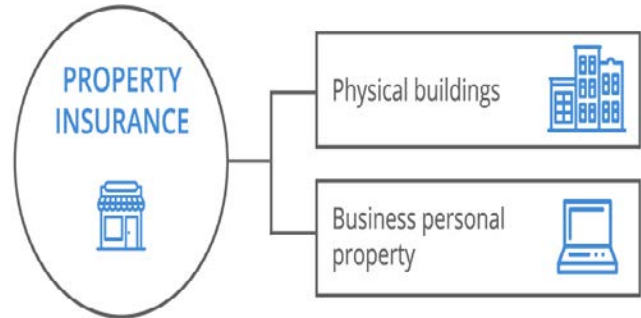 PROPERTY
INSURANCE
Physical buildings
Business personal
property